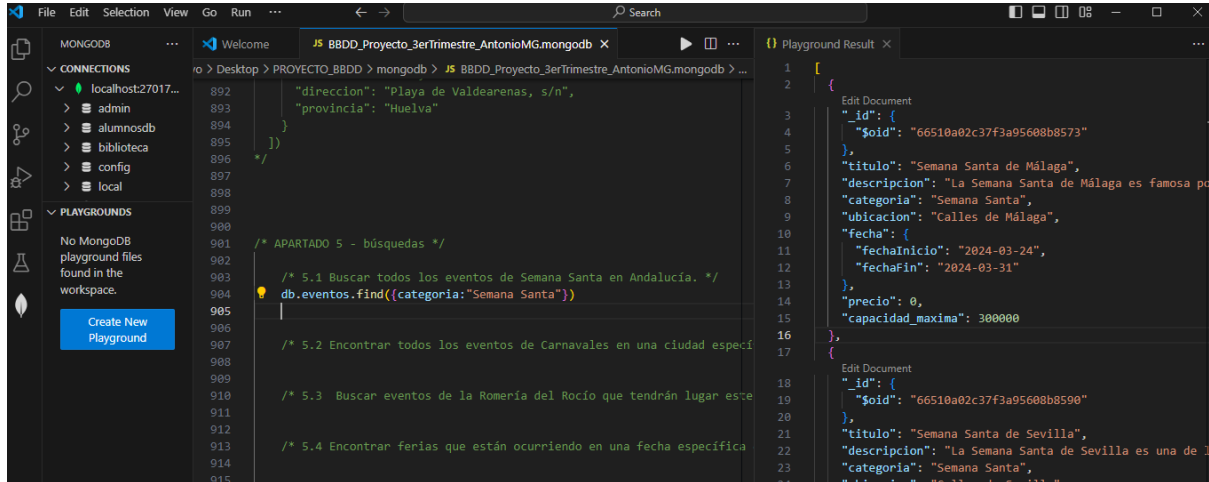 File Edit Selection View Go Run ··· Search
MONGODB ···
CONNECTIONS
localhost:27017...
admin
alumnosdb
biblioteca
config
local
PLAYGROUNDS
No MongoDB
playground files
found in the
workspace.
Create New
Playground
Welcome JS BBDD_Proyecto_3erTrimestre_AntonioMG.mongodb ···
vo > Desktop > PROYECTO_BBDD > mongodb > JS BBDD_Proyecto_3erTrimestre_AntonioMG.mongodb > ...
892 "direccion": "Playa de Valdearenas, s/n",
893 "provincia": "Huelva"
894 }
895 ])
896 */
897
898
899
900
901 /* APARTADO 5 - búsquedas */
902
903 /* 5.1 Buscar todos los eventos de Semana Santa en Andalucía. */
904 db.eventos.find({categoria:"Semana Santa"})
905
906
907 /* 5.2 Encontrar todos los eventos de Carnavales en una ciudad especí
908
909
910 /* 5.3 Buscar eventos de la Romería del Rocío que tendrán lugar este
911
912
913 /* 5.4 Encontrar ferias que están ocurriendo en una fecha específica
914
915
{} Playground Result ···
1 [
2 {
Edit Document
3 "_id": {
4 "$oid": "66510a02c37f3a95608b8573"
5 },
6 "titulo": "Semana Santa de Málaga",
7 "descripcion": "La Semana Santa de Málaga es famosa po
8 "categoria": "Semana Santa",
9 "ubicacion": "Calles de Málaga",
10 "fecha": {
11 "fechaInicio": "2024-03-24",
12 "fechaFin": "2024-03-31"
13 },
14 "precio": 0,
15 "capacidad_maxima": 300000
16 },
17 {
Edit Document
18 "_id": {
19 "$oid": "66510a02c37f3a95608b8590"
20 },
21 "titulo": "Semana Santa de Sevilla",
22 "descripcion": "La Semana Santa de Sevilla es una de l
23 "categoria": "Semana Santa",